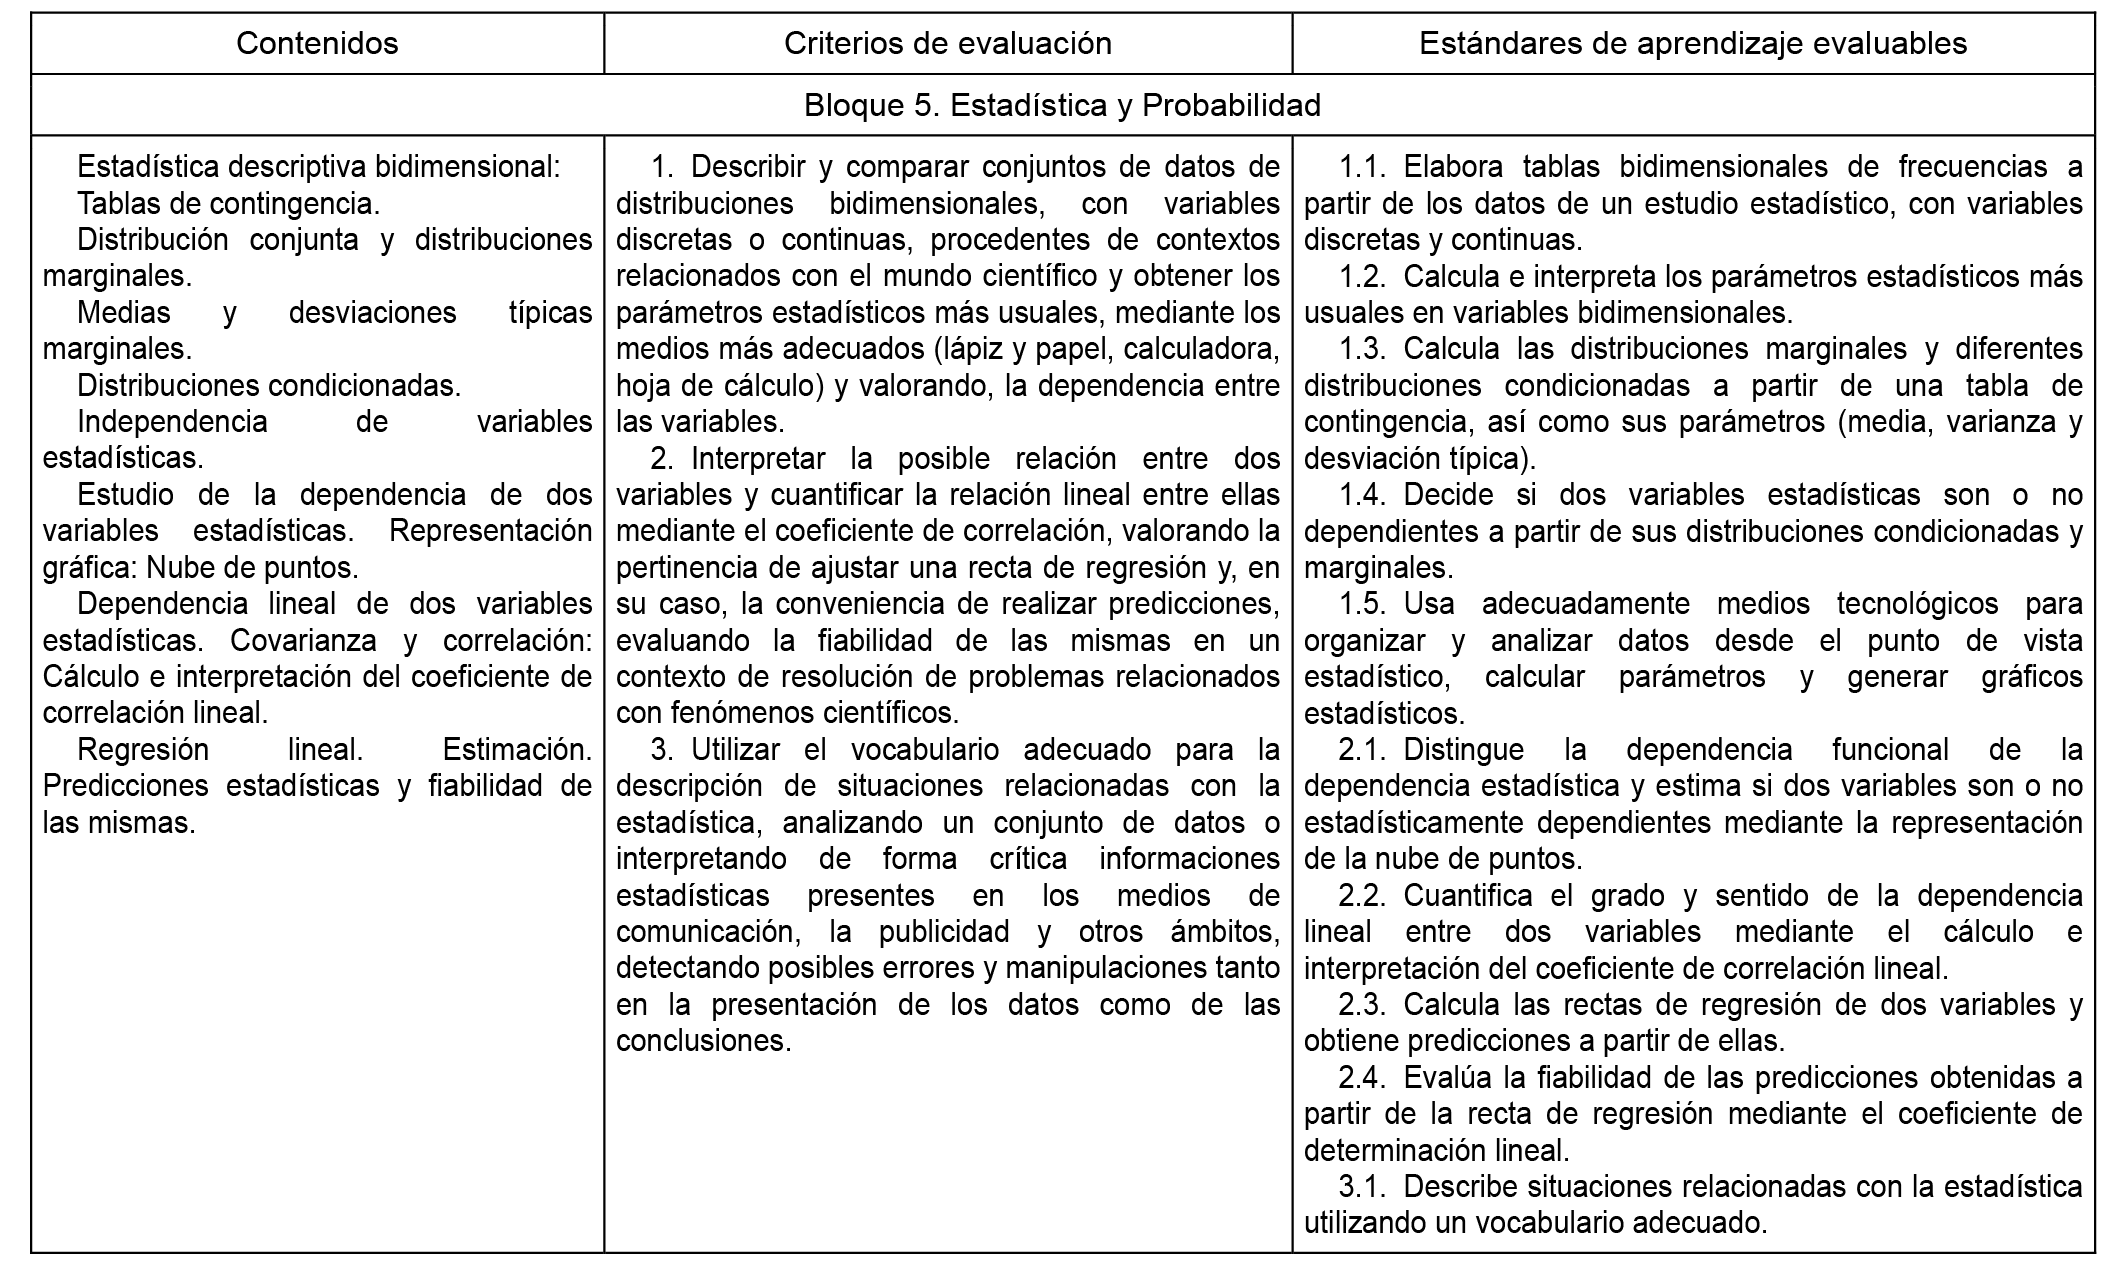 Contenidos
Criterios de evaluación
Estándares de aprendizaje evaluables
Bloque 5. Estadística y Probabilidad
Estadística descriptiva bidimensional:
Tablas de contingencia.
Distribución conjunta y distribuciones
marginales.
Medias y desviaciones típicas
marginales.
Distribuciones condicionadas.
Independencia de variables
estadísticas.
Estudio de la dependencia de dos
variables estadísticas. Representación
gráfica: Nube de puntos.
Dependencia lineal de dos variables
estadísticas. Covarianza y correlación:
Cálculo e interpretación del coeficiente de
correlación lineal.
Regresión lineal. Estimación.
Predicciones estadísticas y fiabilidad de
las mismas.
1. Describir y comparar conjuntos de datos de
distribuciones bidimensionales, con variables
discretas o continuas, procedentes de contextos
relacionados con el mundo científico y obtener los
parámetros estadísticos más usuales, mediante los
medios más adecuados (lápiz y papel, calculadora,
hoja de cálculo) y valorando, la dependencia entre
las variables.
2. Interpretar la posible relación entre dos
variables y cuantificar la relación lineal entre ellas
mediante el coeficiente de correlación, valorando la
pertinencia de ajustar una recta de regresión y, en
su caso, la conveniencia de realizar predicciones,
evaluando la fiabilidad de las mismas en un
contexto de resolución de problemas relacionados
con fenómenos científicos.
3. Utilizar el vocabulario adecuado para la
descripción de situaciones relacionadas con la
estadística, analizando un conjunto de datos o
interpretando de forma crítica informaciones
estadísticas presentes en los medios de
comunicación, la publicidad y otros ámbitos,
detectando posibles errores y manipulaciones tanto
en la presentación de los datos como de las
conclusiones.
1.1. Elabora tablas bidimensionales de frecuencias a
partir de los datos de un estudio estadístico, con variables
discretas y continuas.
1.2. Calcula e interpreta los parámetros estadísticos más
usuales en variables bidimensionales.
1.3. Calcula las distribuciones marginales y diferentes
distribuciones condicionadas a partir de una tabla de
contingencia, así como sus parámetros (media, varianza y
desviación típica).
1.4. Decide si dos variables estadísticas son o no
dependientes a partir de sus distribuciones condicionadas y
marginales.
1.5. Usa adecuadamente medios tecnológicos para
organizar y analizar datos desde el punto de vista
estadístico, calcular parámetros y generar gráficos
estadísticos.
2.1. Distingue la dependencia funcional de la
dependencia estadística y estima si dos variables son o no
estadísticamente dependientes mediante la representación
de la nube de puntos.
2.2. Cuantifica el grado y sentido de la dependencia
lineal entre dos variables mediante el cálculo e
interpretación del coeficiente de correlación lineal.
2.3. Calcula las rectas de regresión de dos variables y
obtiene predicciones a partir de ellas.
2.4. Evalúa la fiabilidad de las predicciones obtenidas a
partir de la recta de regresión mediante el coeficiente de
determinación lineal.
3.1. Describe situaciones relacionadas con la estadística
utilizando un vocabulario adecuado.